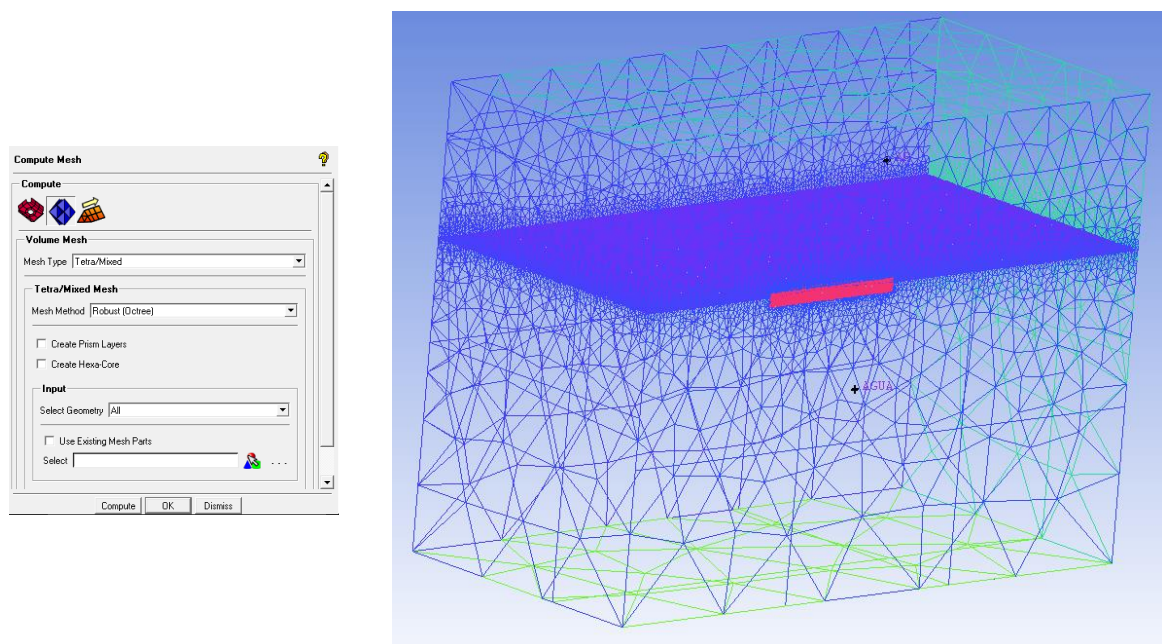 Compute Mesh
Compute
Volume Mesh
Mesh Type Tetra/Mixed
Tetra/Mixed Mesh
Mesh Method Robust (Octree)
Create Prism Layers
Create Hexa-Core
Input
Select Geometry All
Use Existing Mesh Parts
Select ...
Compute OK Dismiss
AGUA